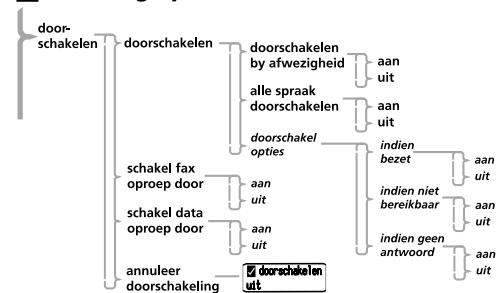 door-
schakelen
doorschakelen
doorschakelen
by afwezigheid
aan
uit
alle spraak
doorschakelen
aan
uit
doorschakel
opties
indien
bezet
aan
uit
indien niet
bereikbaar
aan
uit
indien geen
antwoord
aan
uit
schakel fax
oproep door
aan
uit
schakel data
oproep door
aan
uit
annuleer
doorschakeling
doorschakelen
uit